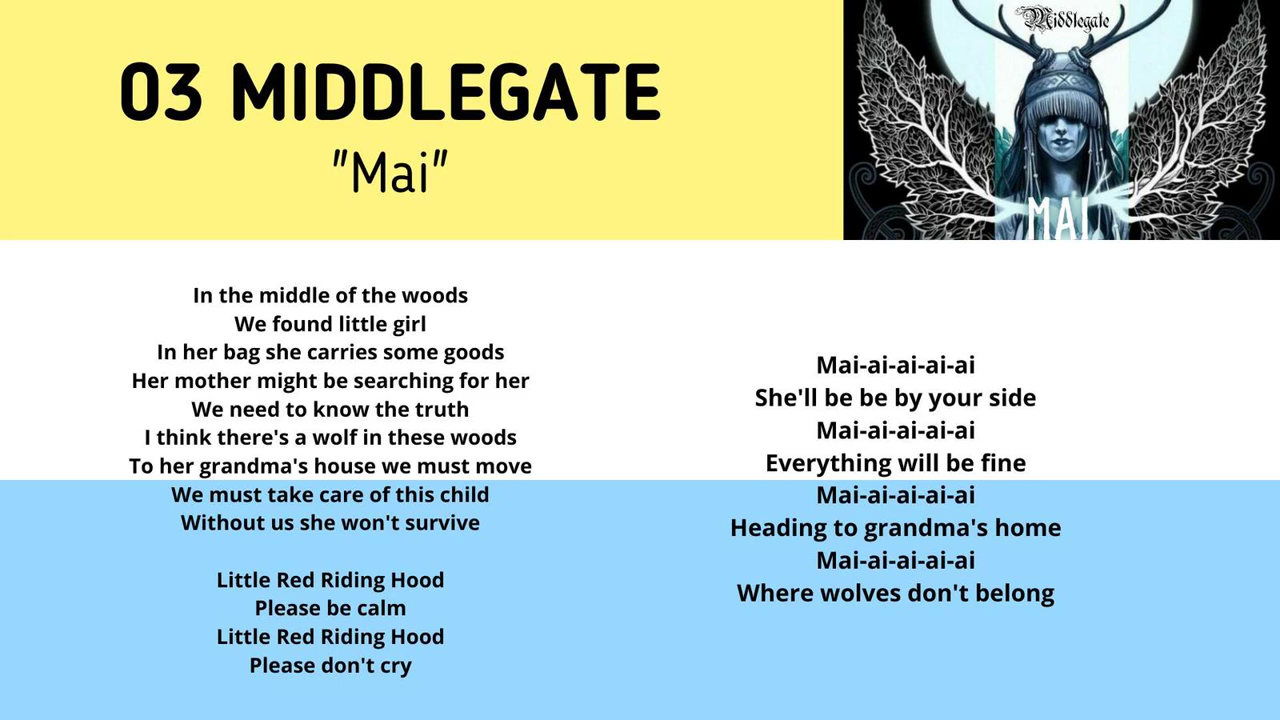 03 MIDDLEGATE
"Mai"
Middlegate
MAI
In the middle of the woods
We found little girl
In her bag she carries some goods
Her mother might be searching for her
We need to know the truth
I think there's a wolf in these woods
To her grandma's house we must move
We must take care of this child
Without us she won't survive
Little Red Riding Hood
Please be calm
Little Red Riding Hood
Please don't cry
Mai-ai-ai-ai-ai
She'll be be by your side
Mai-ai-ai-ai-ai
Everything will be fine
Mai-ai-ai-ai-ai
Heading to grandma's home
Mai-ai-ai-ai-ai
Where wolves don't belong